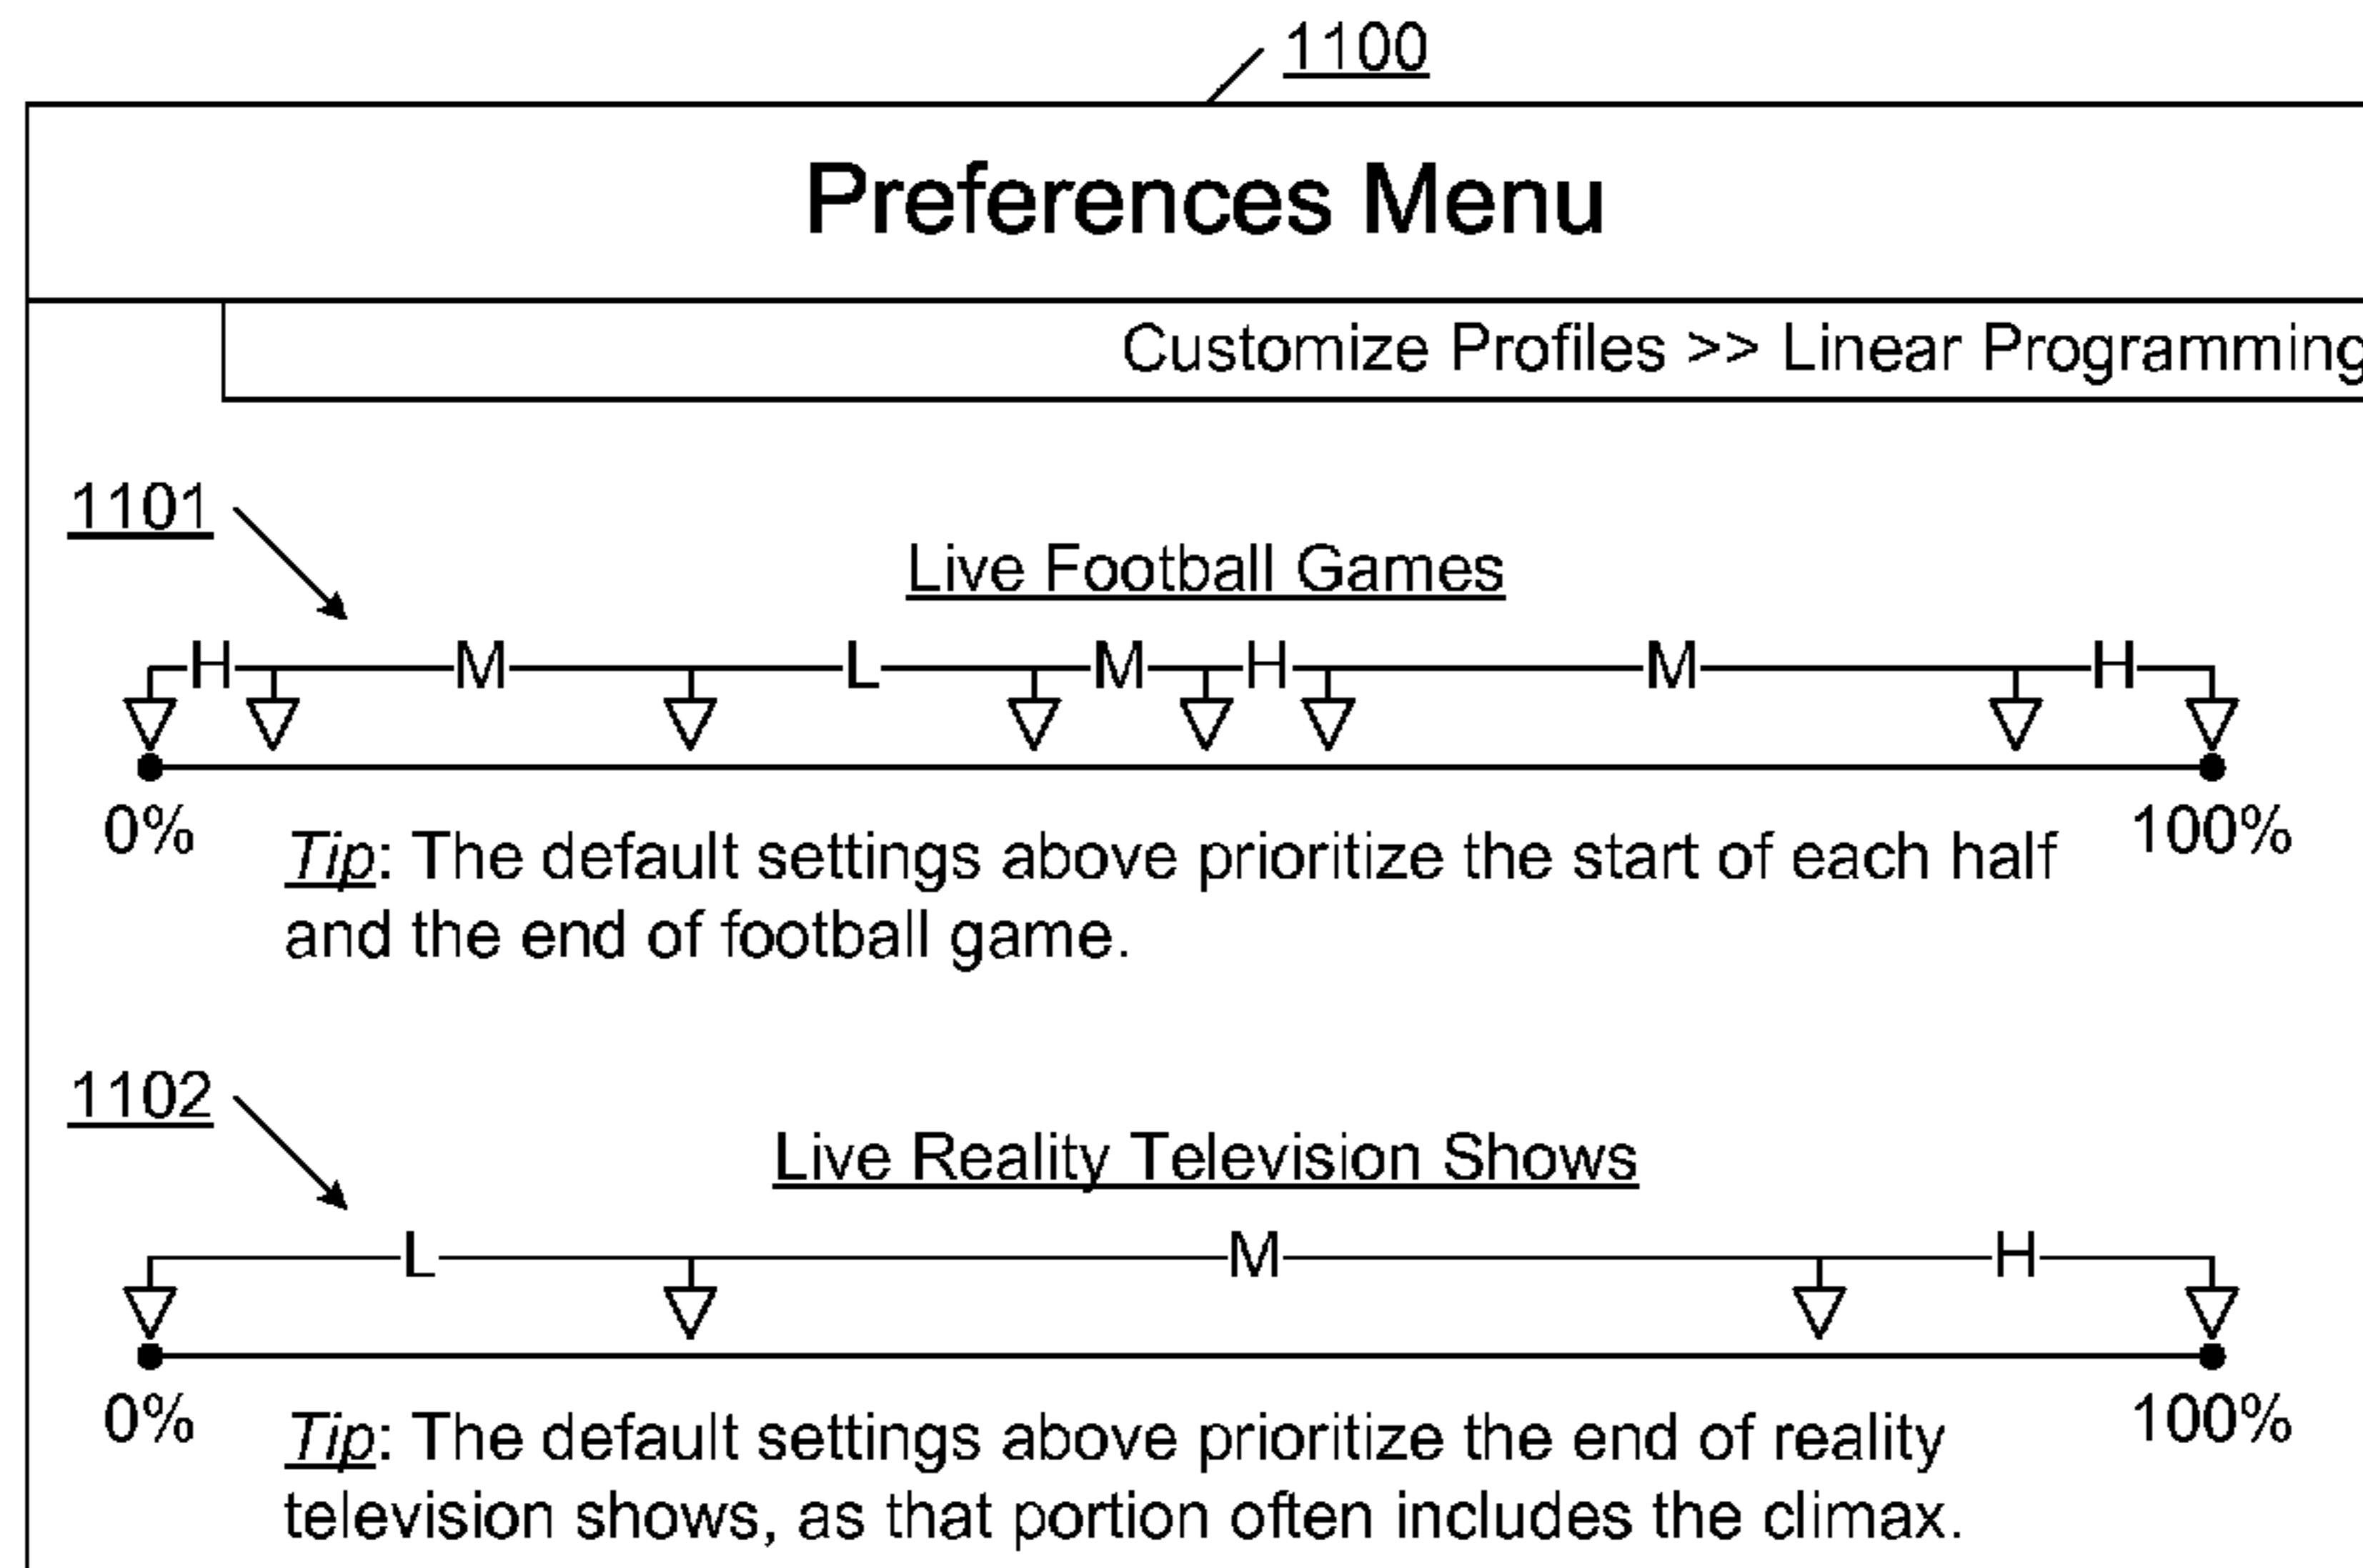 1100
Preferences Menu
Customize Profiles >> Linear Programming
1101
Live Football Games
H M L M H M H
0% 100%
Tip: The default settings above prioritize the start of each half
and the end of football game.
1102
Live Reality Television Shows
L M H
0% 100%
Tip: The default settings above prioritize the end of reality
television shows, as that portion often includes the climax.